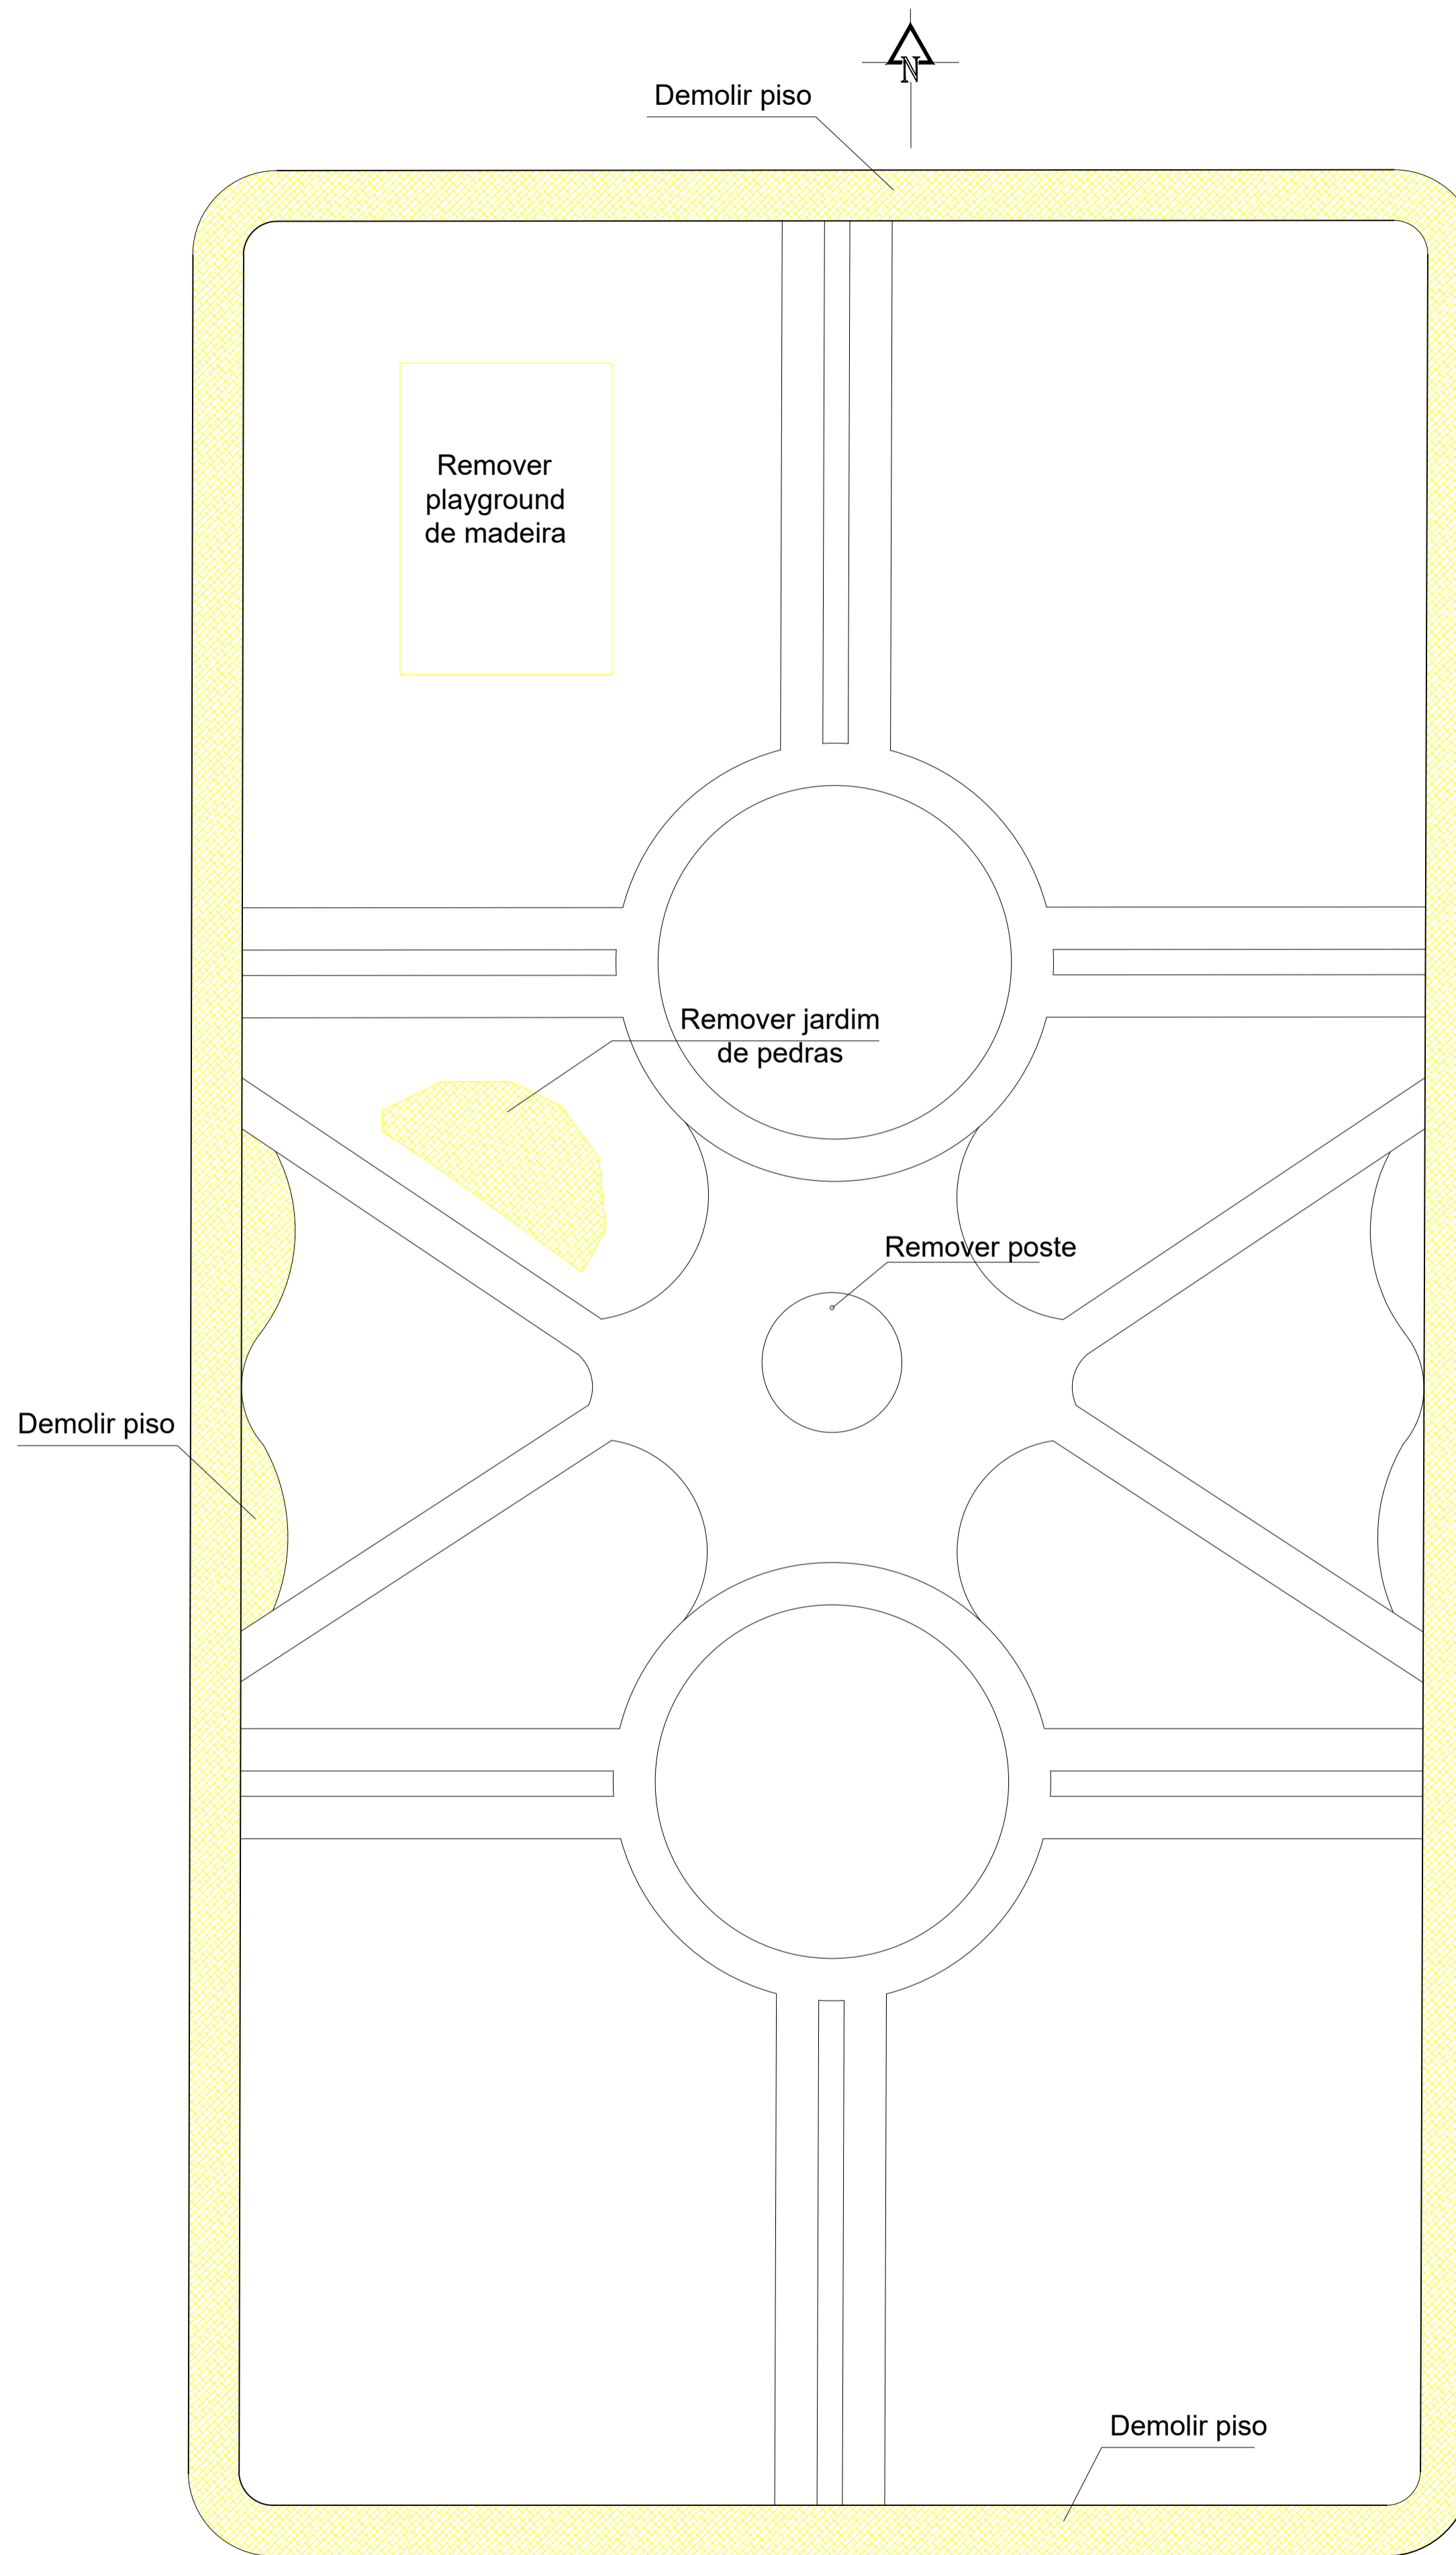 N
Demolir piso
Remover
playground
de madeira
Remover jardim
de pedras
Remover poste
Demolir piso
Demolir piso